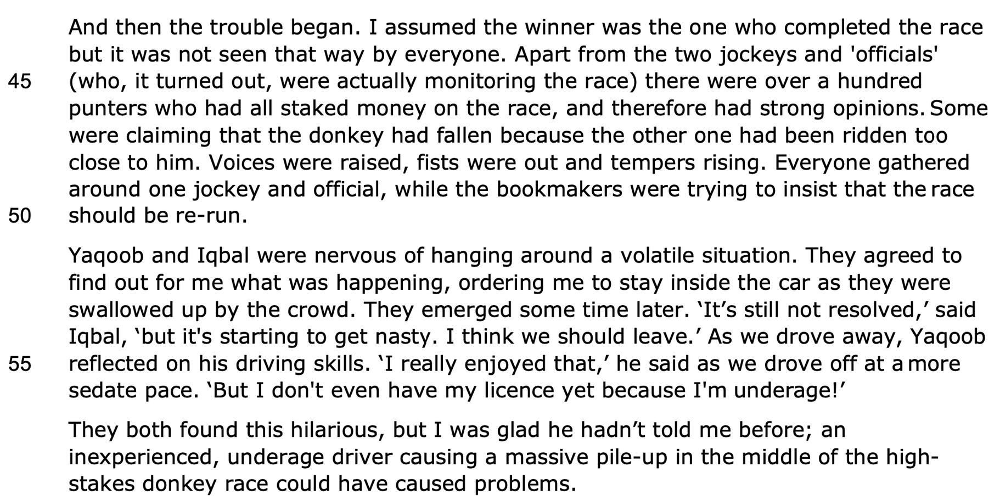 And then the trouble began. I assumed the winner was the one who completed the race
but it was not seen that way by everyone. Apart from the two jockeys and 'officials'
45 (who, it turned out, were actually monitoring the race) there were over a hundred
punters who had all staked money on the race, and therefore had strong opinions. Some
were claiming that the donkey had fallen because the other one had been ridden too
close to him. Voices were raised, fists were out and tempers rising. Everyone gathered
around one jockey and official, while the bookmakers were trying to insist that the race
50 should be re-run.
Yaqoob and Iqbal were nervous of hanging around a volatile situation. They agreed to
find out for me what was happening, ordering me to stay inside the car as they were
swallowed up by the crowd. They emerged some time later. ‘It’s still not resolved,’ said
Iqbal, ‘but it's starting to get nasty. I think we should leave.’ As we drove away, Yaqoob
55 reflected on his driving skills. ‘I really enjoyed that,’ he said as we drove off at a more
sedate pace. ‘But I don't even have my licence yet because I'm underage!’
They both found this hilarious, but I was glad he hadn’t told me before; an
inexperienced, underage driver causing a massive pile-up in the middle of the high-
stakes donkey race could have caused problems.